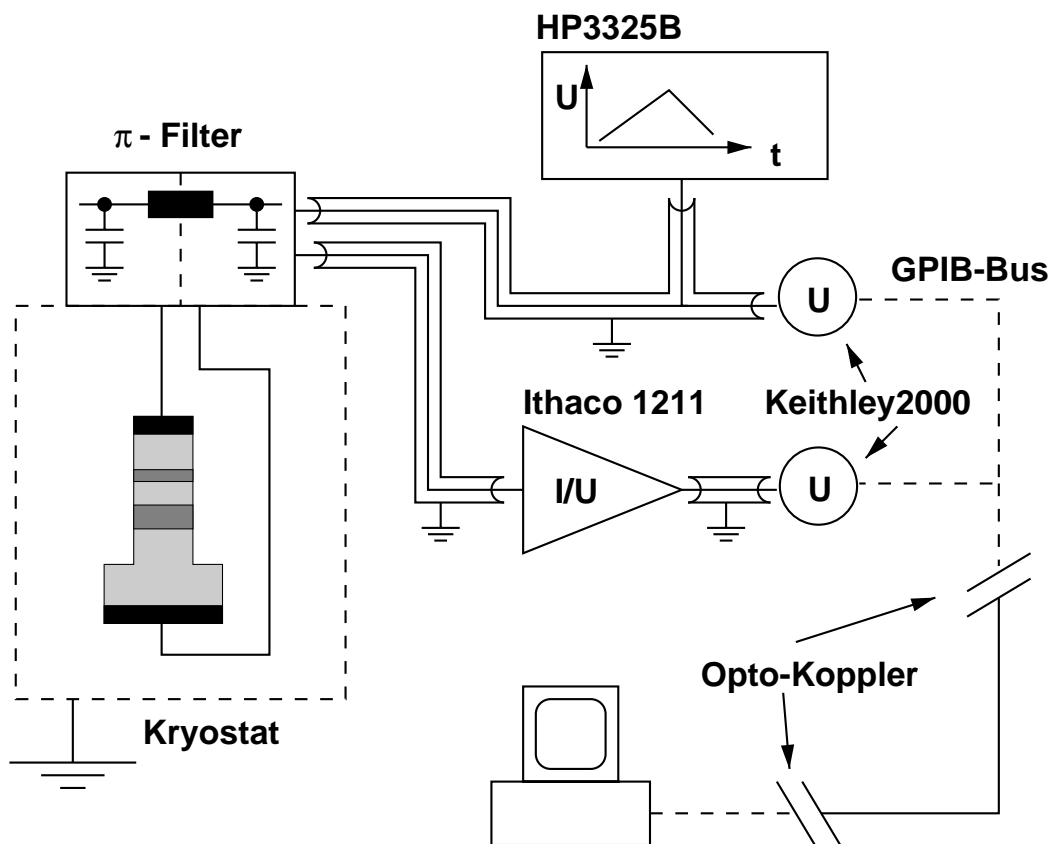 HP3325B
U
t
π - Filter
GPIB-Bus
U
Ithaco 1211
Keithley2000
I/U
U
Opto-Koppler
Kryostat